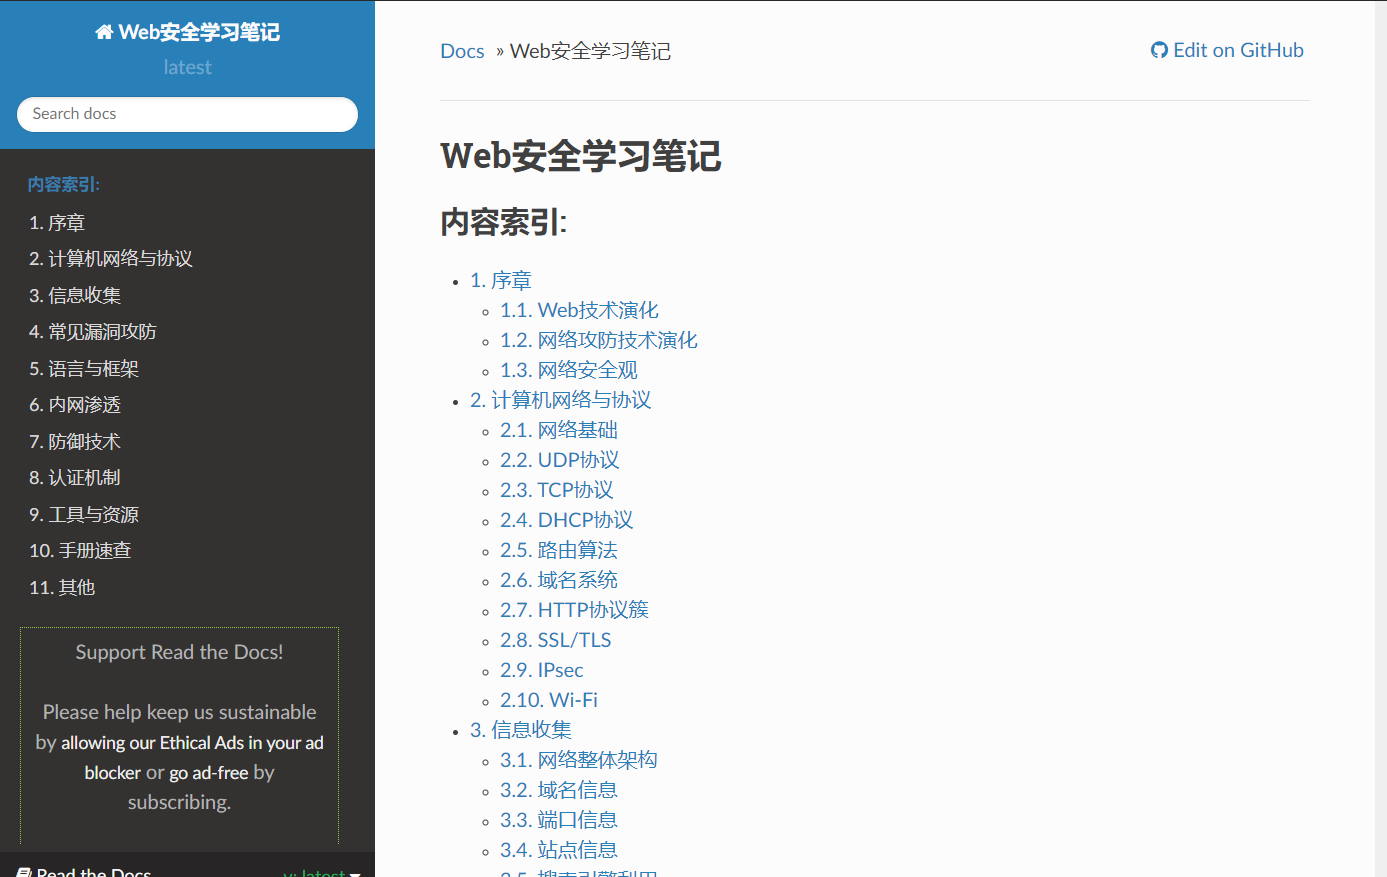 Web安全学习笔记
latest
Search docs
内容索引:
1. 序章
2. 计算机网络与协议
3. 信息收集
4. 常见漏洞攻防
5. 语言与框架
6. 内网渗透
7. 防御技术
8. 认证机制
9. 工具与资源
10. 手册速查
11. 其他
Support Read the Docs!
Please help keep us sustainable
by allowing our Ethical Ads in your ad
blocker or go ad-free by
subscribing.
Read the Docs
v: latest
Docs » Web安全学习笔记
Edit on GitHub
Web安全学习笔记
内容索引:
1. 序章
1.1. Web技术演化
1.2. 网络攻防技术演化
1.3. 网络安全观
2. 计算机网络与协议
2.1. 网络基础
2.2. UDP协议
2.3. TCP协议
2.4. DHCP协议
2.5. 路由算法
2.6. 域名系统
2.7. HTTP协议簇
2.8. SSL/TLS
2.9. IPsec
2.10. Wi-Fi
3. 信息收集
3.1. 网络整体架构
3.2. 域名信息
3.3. 端口信息
3.4. 站点信息
3.5. 搜索引擎利用